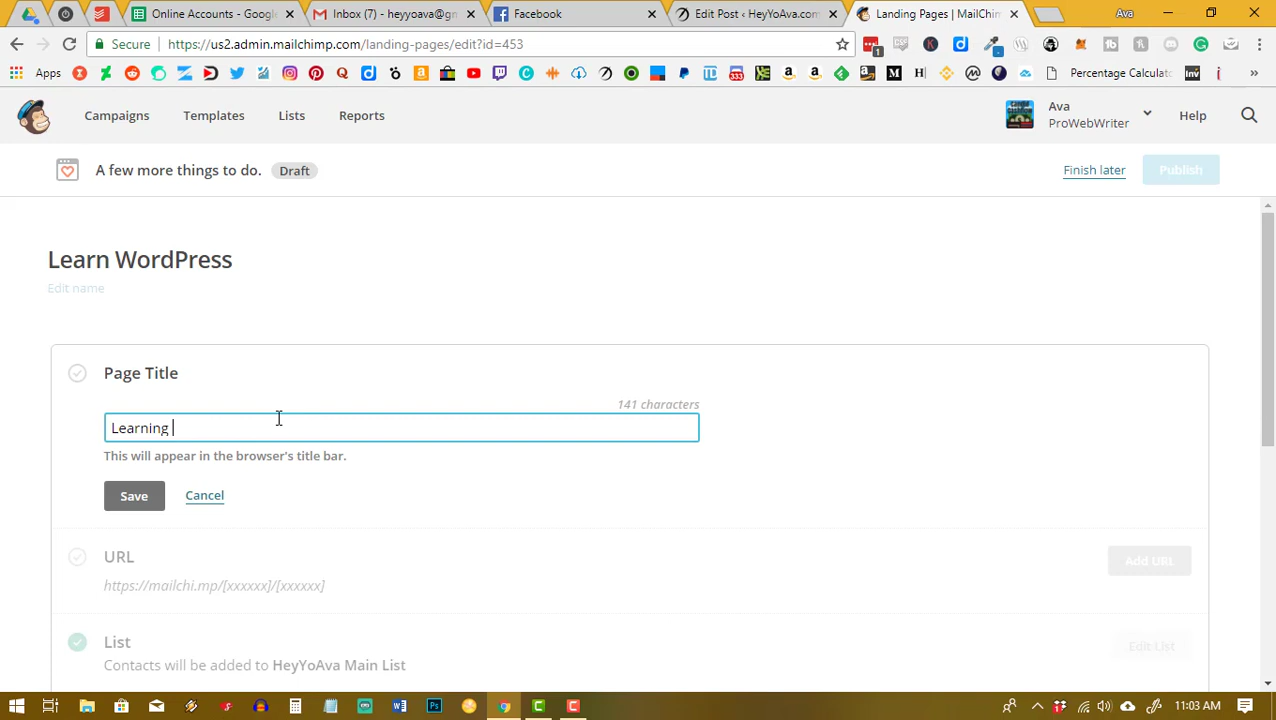 Online Accounts - Google
Inbox (7) - heyyoava@gm
Facebook
Edit Post ‹ HeyYoAva.com
Landing Pages | MailChim
Ava
Secure
https://us2.admin.mailchimp.com/landing-pages/edit?id=453
Apps
Percentage Calculato
Campaigns
Templates
Lists
Reports
Ava
ProWebWriter
Help
A few more things to do.
Draft
Finish later
Publish
Learn WordPress
Edit name
Page Title
141 characters
Learning
This will appear in the browser's title bar.
Save
Cancel
URL
https://mailchi.mp/[xxxxxx]/[xxxxxx]
Add URL
List
Contacts will be added to HeyYoAva Main List
Edit List
11:03 AM